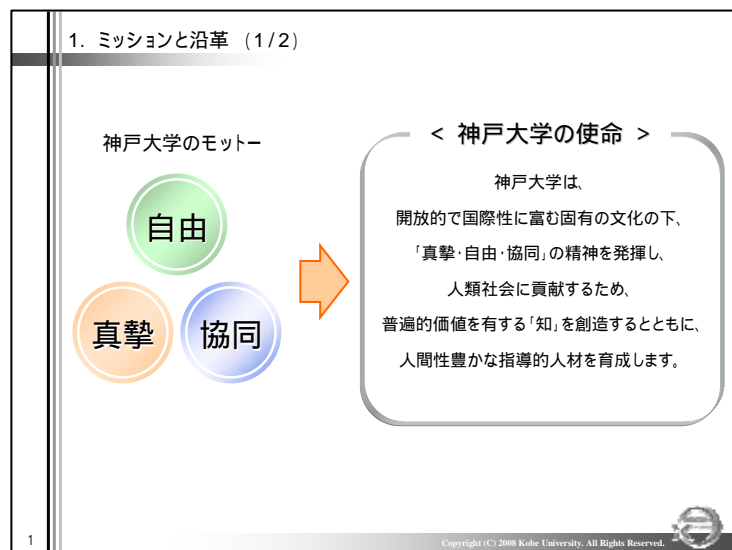 1. ミッションと沿革 (1/2)
神戸大学のモットー
自由
真摯
協同
< 神戸大学の使命 >
神戸大学は、
開放的で国際性に富む固有の文化の下、
「真摯・自由・協同」の精神を発揮し、
人類社会に貢献するため、
普遍的価値を有する「知」を創造するとともに、
人間性豊かな指導的人材を育成します。
1
Copyright (C) 2008 Kobe University. All Rights Reserved.